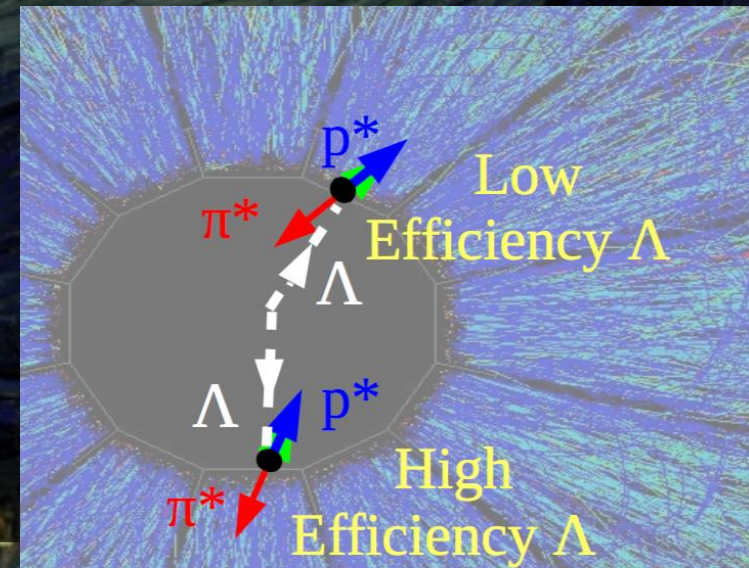 p*
Low
π*
Efficiency Λ
Λ
Λ
p*
High
π*
Efficiency Λ